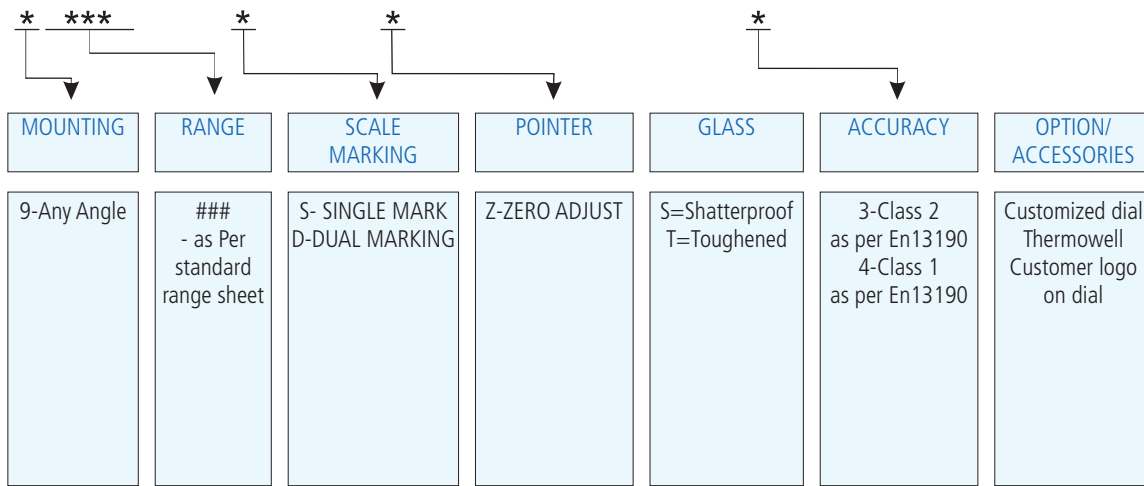 * *** * * *
MOUNTING
RANGE
SCALE
MARKING
POINTER
GLASS
ACCURACY
OPTION/
ACCESSORIES
9-Any Angle
###
- as Per
standard
range sheet
S- SINGLE MARK
D-DUAL MARKING
Z-ZERO ADJUST
S=Shatterproof
T=Toughened
3-Class 2
as per En13190
4-Class 1
as per En13190
Customized dial
Thermowell
Customer logo
on dial